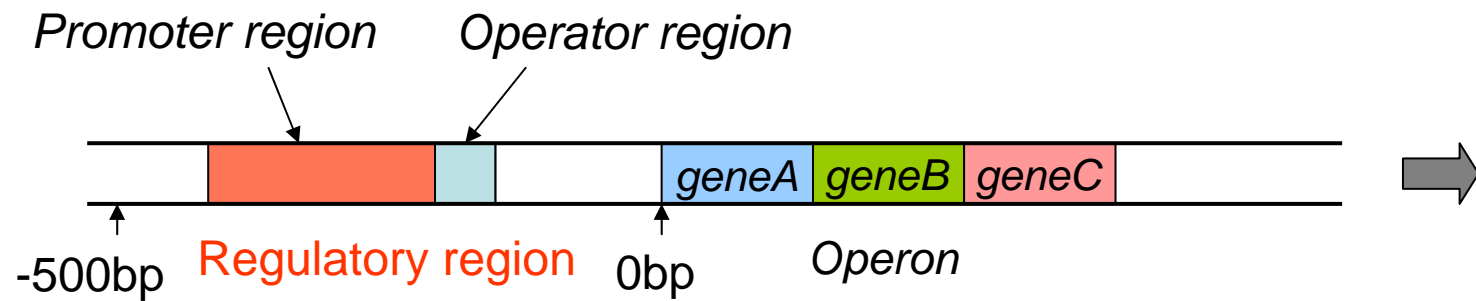 Promoter region
Operator region
geneA
geneB
geneC
-500bp
Regulatory region
0bp
Operon